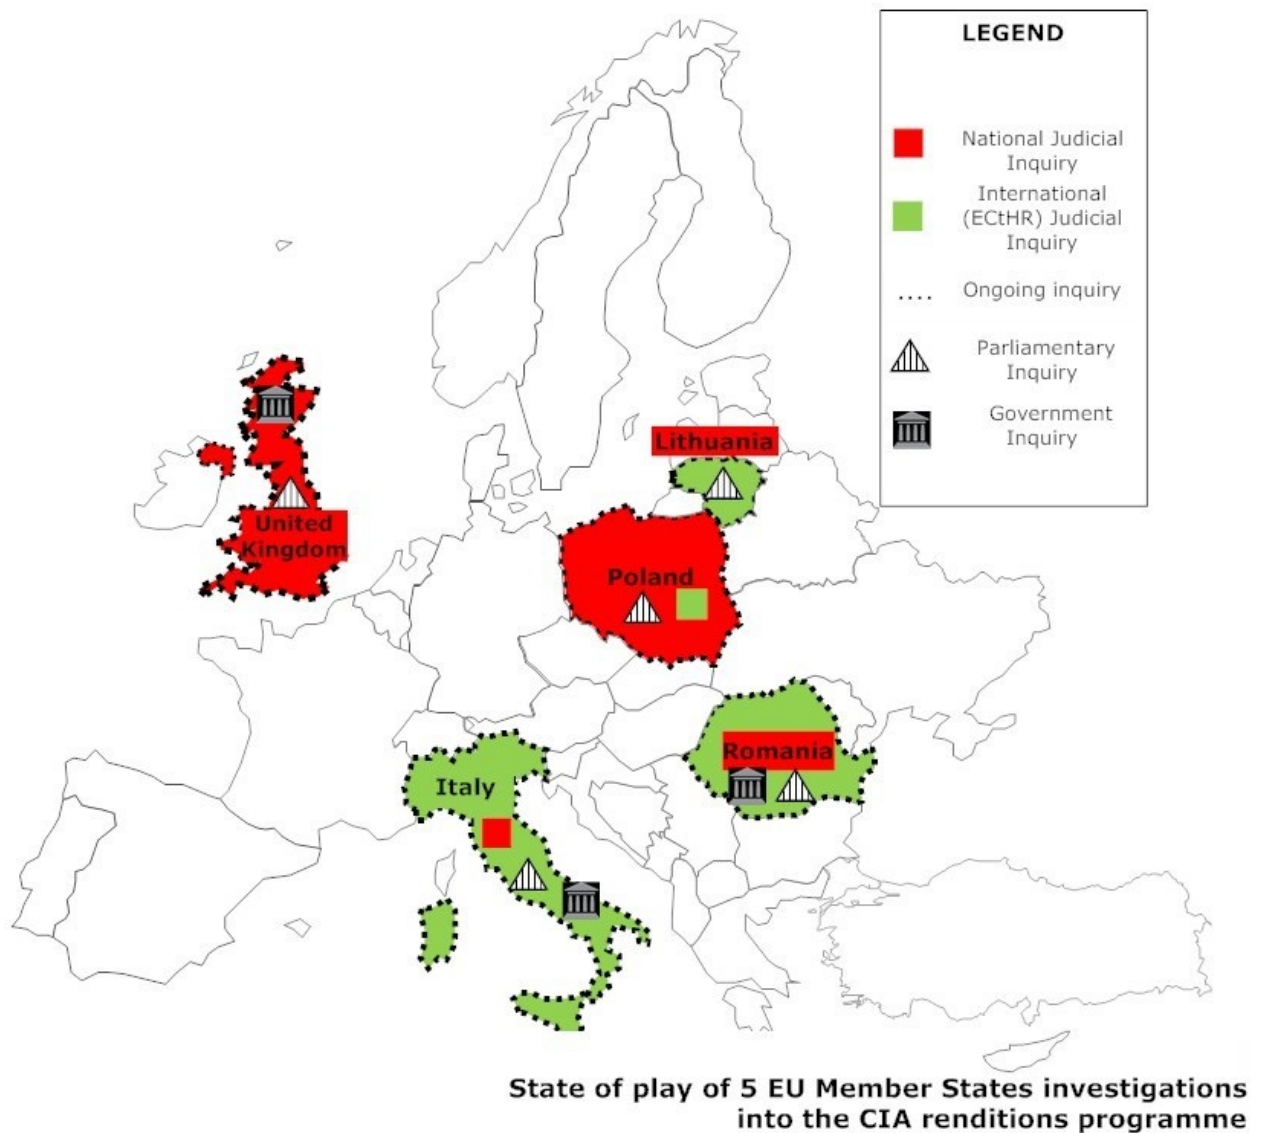 LEGEND
National Judicial
Inquiry
International
(ECtHR) Judicial
Inquiry
....
Ongoing inquiry
Parliamentary
Inquiry
Government
Inquiry
Lithuania
United
Kingdom
Poland
Romania
Italy
State of play of 5 EU Member States investigations
into the CIA renditions programme